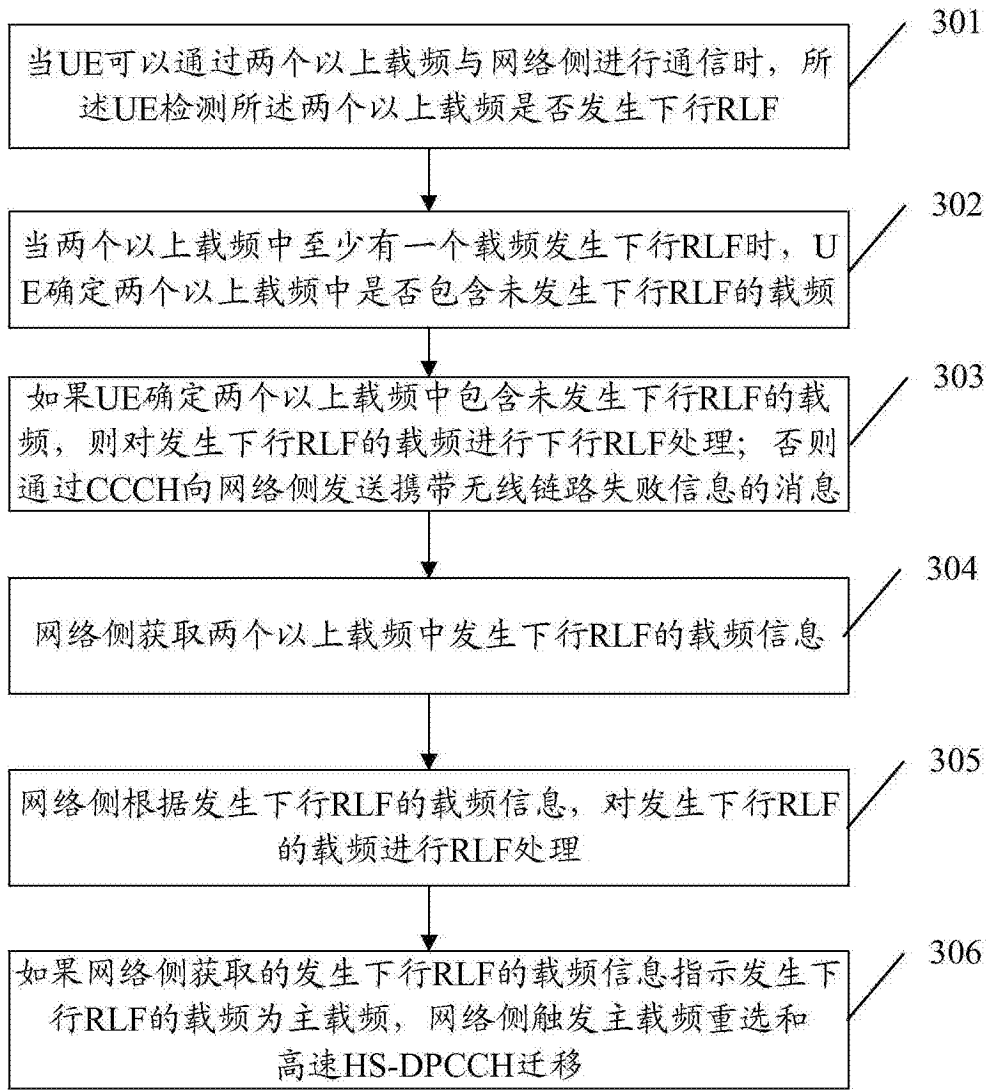 301
当UE可以通过两个以上载频与网络侧进行通信时，所
述UE检测所述两个以上载频是否发生下行RLF
302
当两个以上载频中至少有一个载频发生下行RLF时，U
E确定两个以上载频中是否包含未发生下行RLF的载频
303
如果UE确定两个以上载频中包含未发生下行RLF的载
频，则对发生下行RLF的载频进行下行RLF处理；否则
通过CCCH向网络侧发送携带无线链路失败信息的消息
304
网络侧获取两个以上载频中发生下行RLF的载频信息
305
网络侧根据发生下行RLF的载频信息，对发生下行RLF
的载频进行RLF处理
306
如果网络侧获取的发生下行RLF的载频信息指示发生下
行RLF的载频为主载频，网络侧触发主载频重选和
高速HS-DPCCH迁移